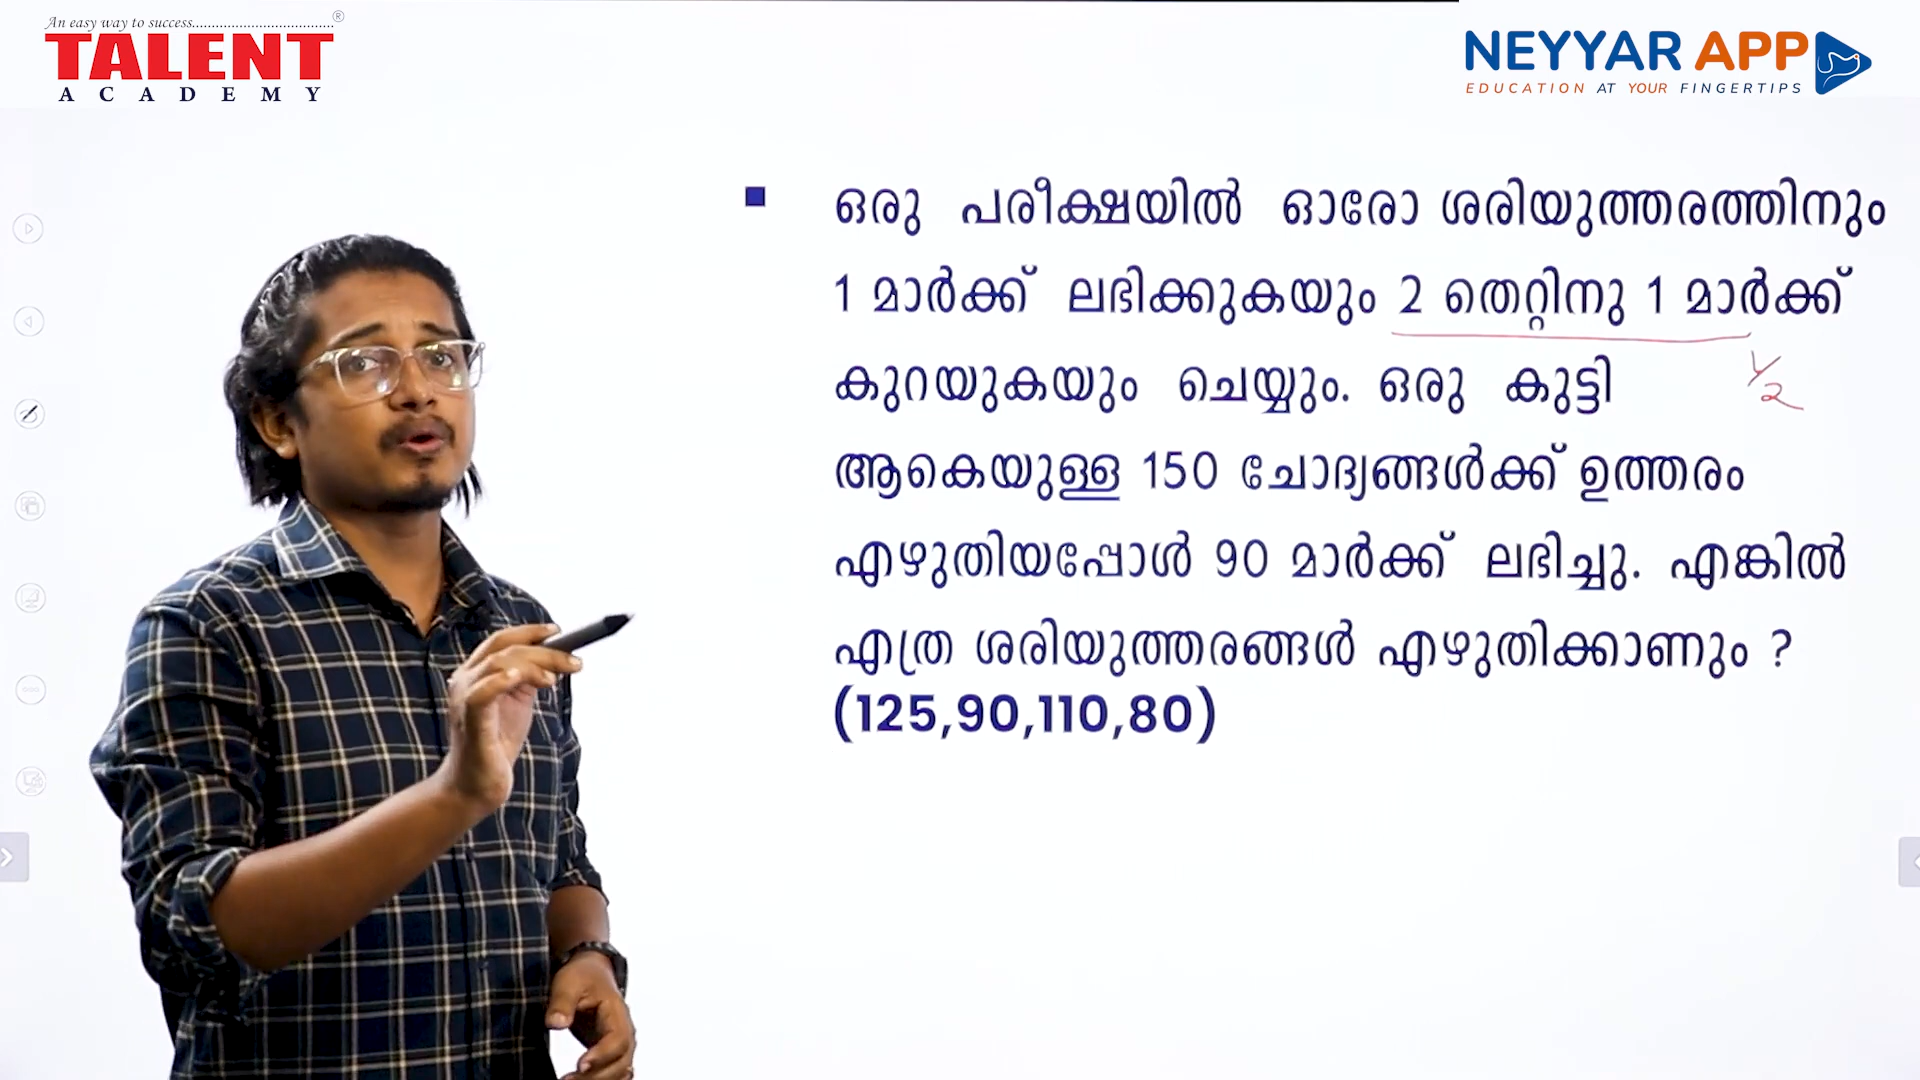 An easy way to success....................................®
TALENT
ACADEMY
NEYYAR APP
EDUCATION AT YOUR FINGERTIPS
▪ ഒരു പരീക്ഷയിൽ ഓരോ ശരിയുത്തരത്തിനും
1 മാർക്ക് ലഭിക്കുകയും 2 തെറ്റിനു 1 മാർക്ക്
കുറയുകയും ചെയ്യും. ഒരു കുട്ടി
1/2
ആകെയുള്ള 150 ചോദ്യങ്ങൾക്ക് ഉത്തരം
എഴുതിയപ്പോൾ 90 മാർക്ക് ലഭിച്ചു. എങ്കിൽ
എത്ര ശരിയുത്തരങ്ങൾ എഴുതിക്കാണും ?
(125,90,110,80)